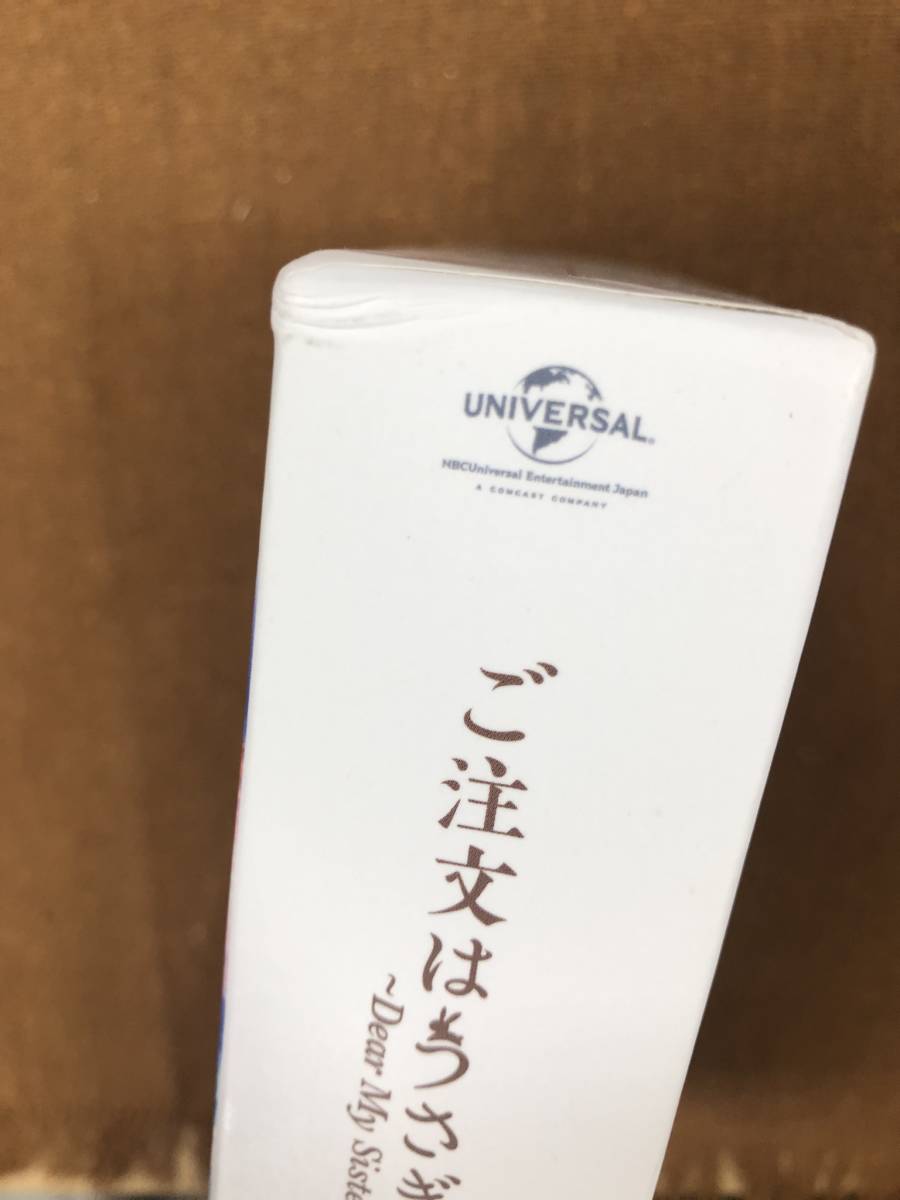 UNIVERSAL®
NBCUniversal Entertainment Japan
A COMCAST COMPANY
ご注文はうさぎ
~Dear My Siste